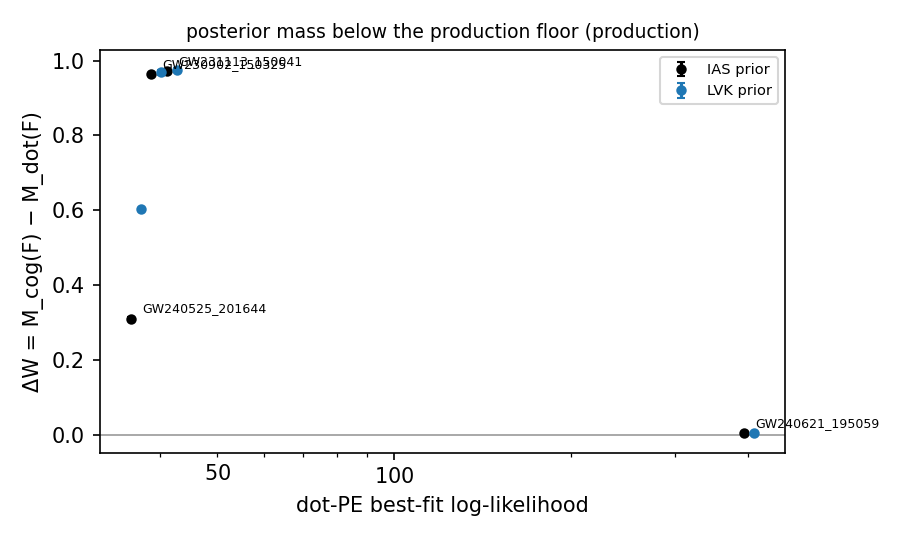 posterior mass below the production floor (production)
1.0
GW231113_150041
IAS prior
LVK prior
0.8
0.6
0.4
GW240525_201644
0.2
GW240621_195059
0.0
50
100
ΔW = M_cog(F) − M_dot(F)
dot-PE best-fit log-likelihood